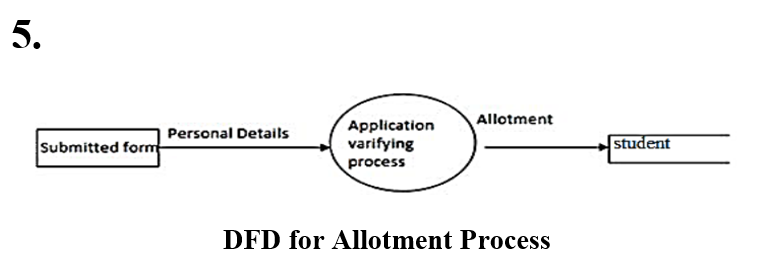 5.
Submitted form
Personal Details
Application
varifying
process
Allotment
student
DFD for Allotment Process